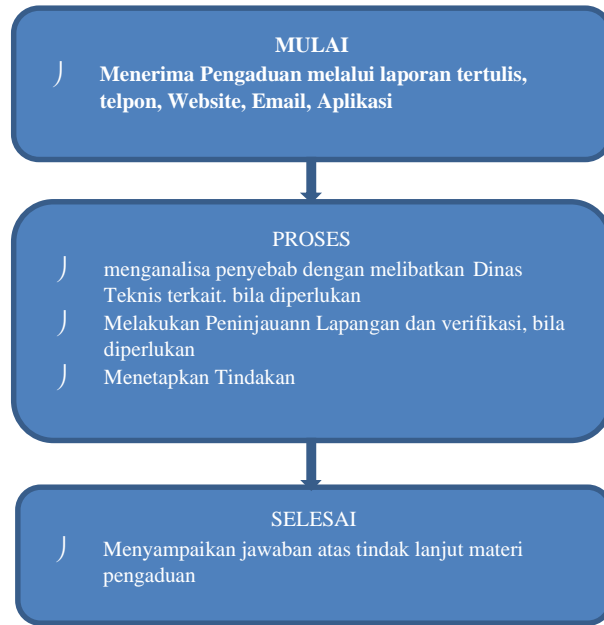 MULAI
Menerima Pengaduan melalui laporan tertulis,
telpon, Website, Email, Aplikasi
PROSES
menganalisa penyebab dengan melibatkan Dinas
Teknis terkait. bila diperlukan
Melakukan Peninjauann Lapangan dan verifikasi, bila
diperlukan
Menetapkan Tindakan
SELESAI
Menyampaikan jawaban atas tindak lanjut materi
pengaduan